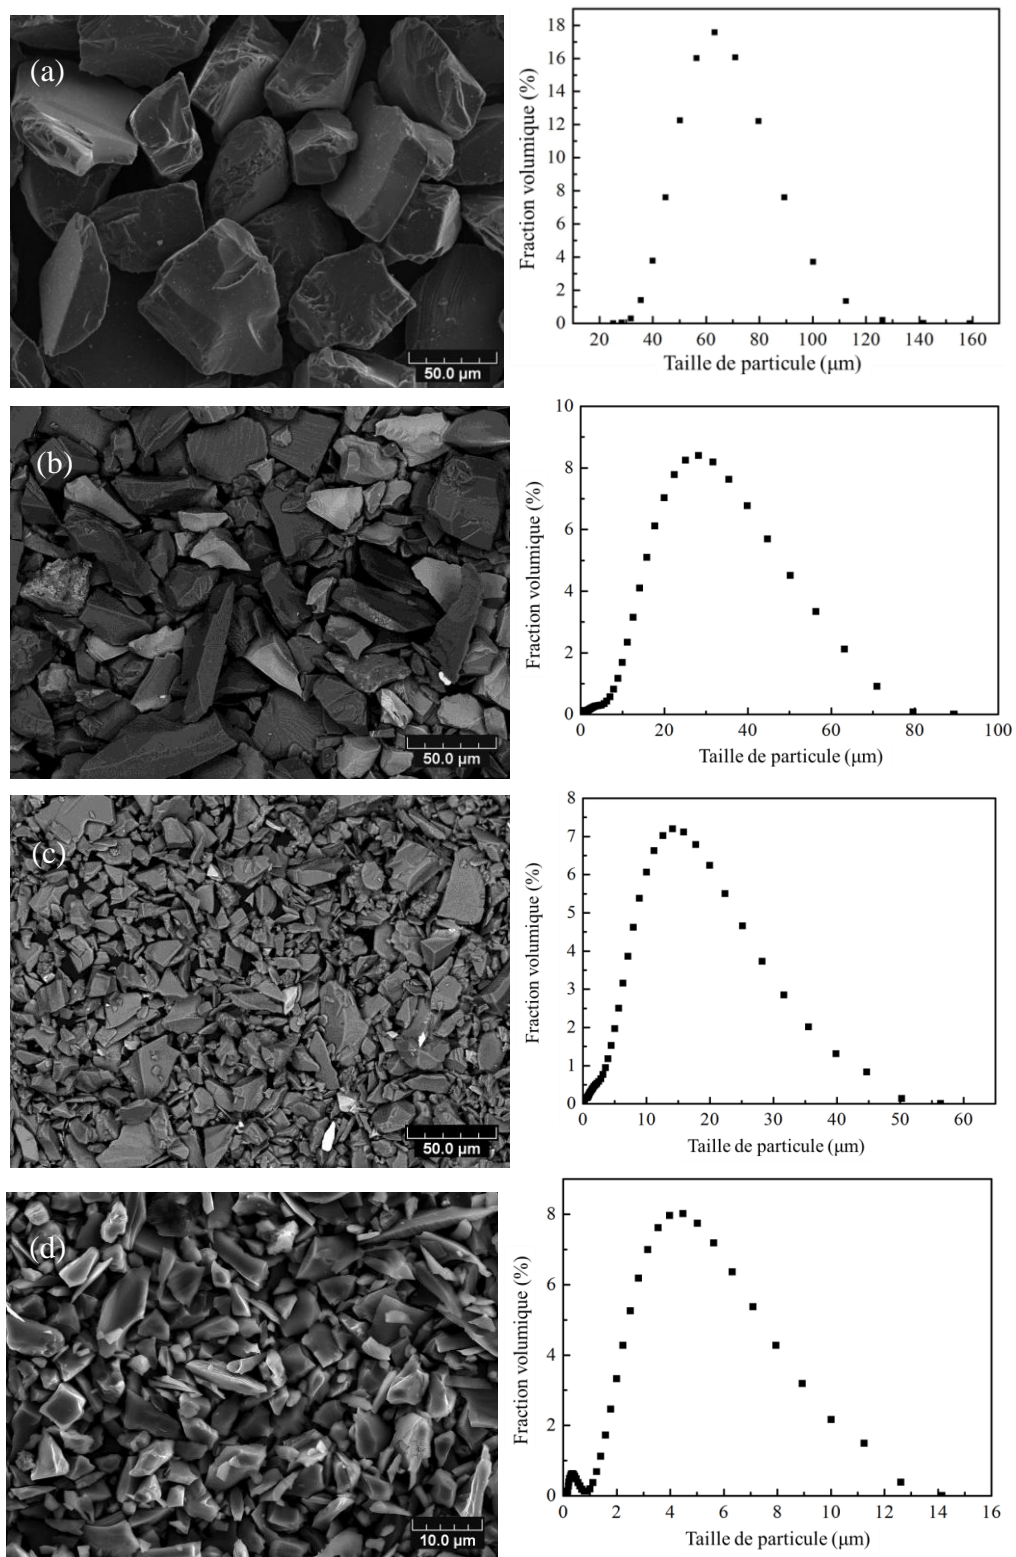 (a)
50.0 µm
18
16
14
12
10
8
6
4
2
0
Fraction volumique (%)
20 40 60 80 100 120 140 160
Taille de particule (µm)
(b)
50.0 µm
10
8
6
4
2
0
Fraction volumique (%)
0 20 40 60 80 100
Taille de particule (µm)
(c)
50.0 µm
8
7
6
5
4
3
2
1
0
Fraction volumique (%)
0 10 20 30 40 50 60
Taille de particule (µm)
(d)
10.0 µm
8
6
4
2
0
Fraction volumique (%)
0 2 4 6 8 10 12 14 16
Taille de particule (µm)